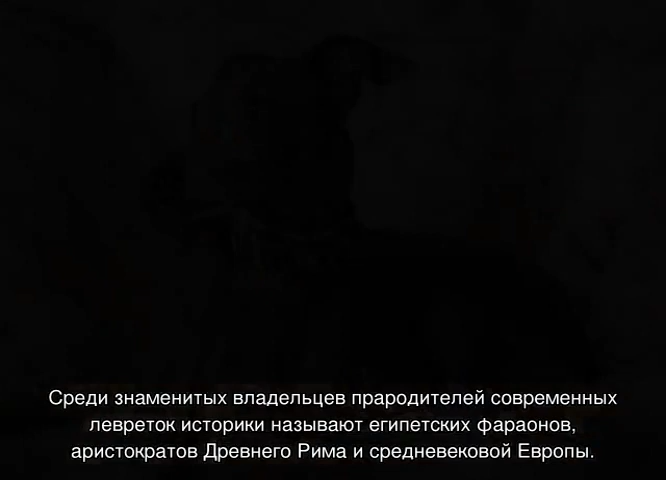 Среди знаменитых владельцев прародителей современных
левреток историки называют египетских фараонов,
аристократов Древнего Рима и средневековой Европы.